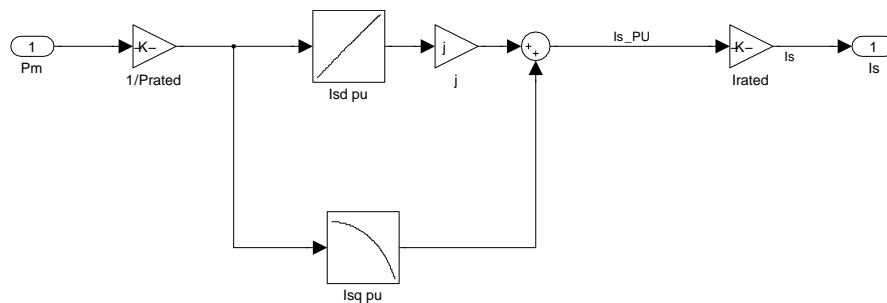 1
Pm
-K-
1/Prated
Isd pu
j
j
+
+
Is_PU
-K-
Irated
Is
1
Is
Isq pu